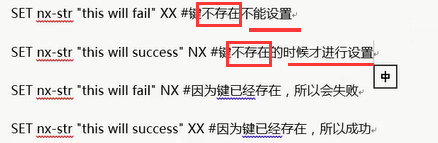 SET nx-str "this will fail" XX #键不存在不能设置
SET nx-str "this will success" NX #键不存在的时候才进行设置
中
SET nx-str "this will fail" NX #因为键已经存在，所以会失败
SET nx-str "this will success" XX #因为键已经存在，所以成功